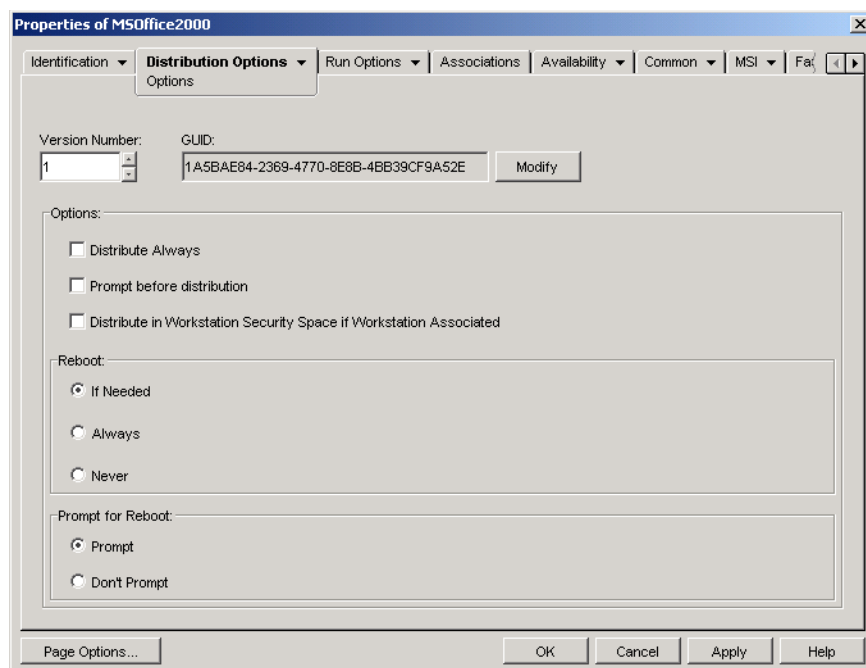 Properties of MSOffice2000
Identification Distribution Options Run Options Associations Availability Common MSI
Options
Version Number: GUID:
1 1A5BAE84-2369-4770-8E8B-4BB39CF9A52E Modify
Options:
Distribute Always
Prompt before distribution
Distribute in Workstation Security Space if Workstation Associated
Reboot:
If Needed
Always
Never
Prompt for Reboot:
Prompt
Don't Prompt
Page Options... OK Cancel Apply Help